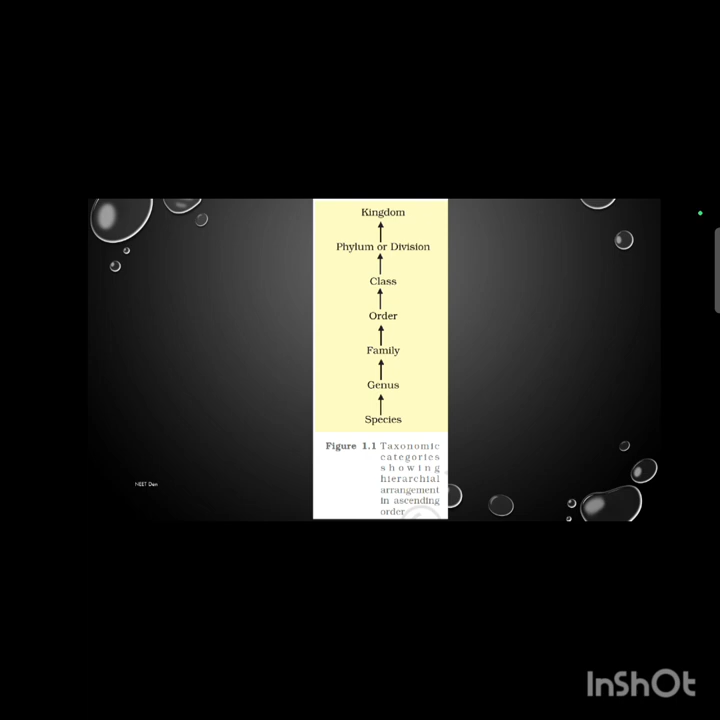 Kingdom
Phylum or Division
Class
Order
Family
Genus
Species
Figure 1.1 Taxonomic
categories
showing
hierarchial
arrangement
in ascending
order
NEET Den
InShOt